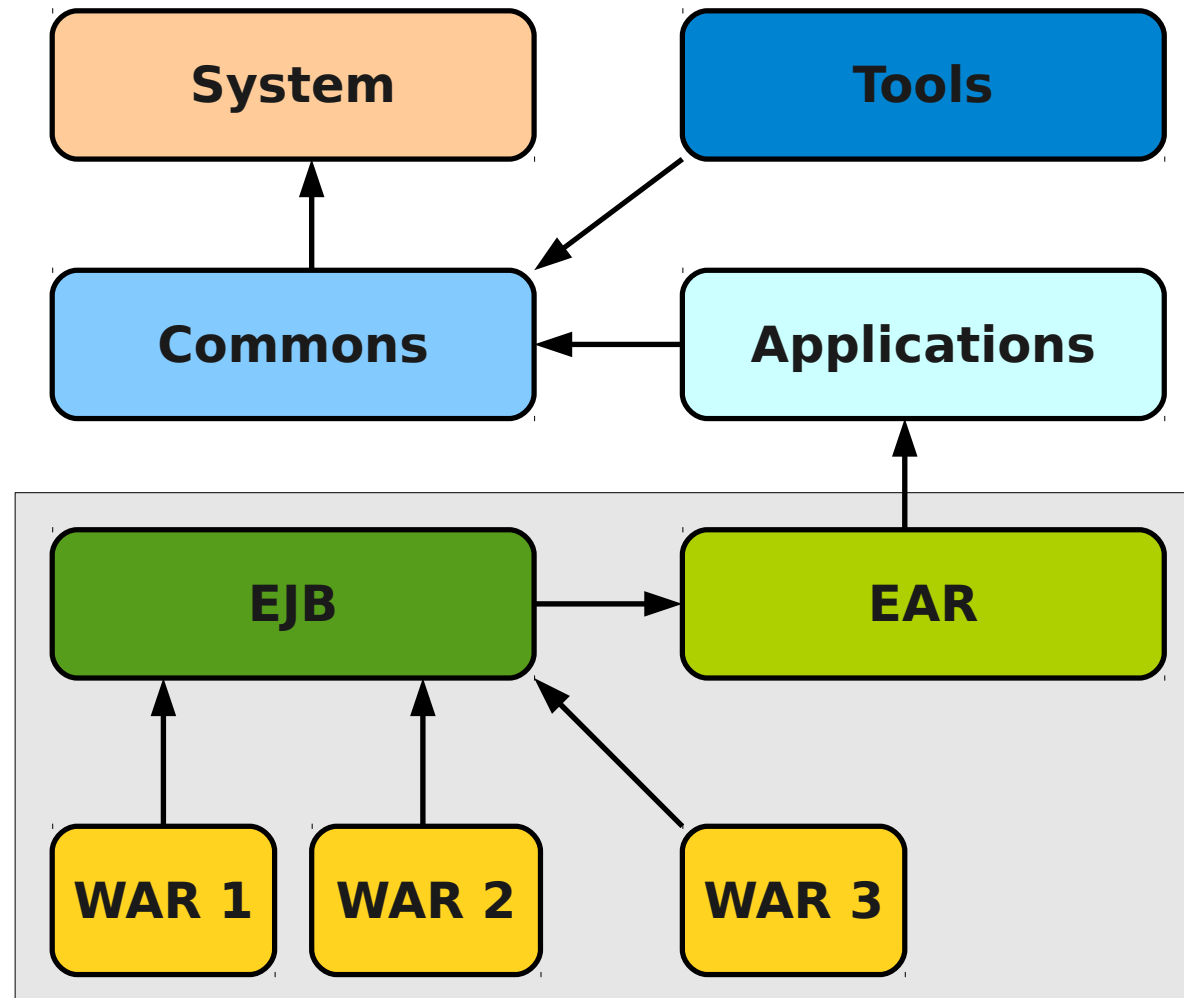 System
Tools
Commons
Applications
EJB
EAR
WAR 1
WAR 2
WAR 3